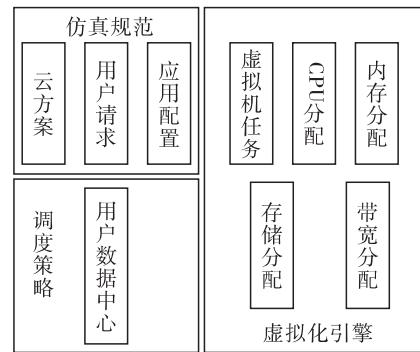 仿真规范
云方案
用户请求
应用配置
调度策略
用户数据中心
虚拟机任务
CPU分配
内存分配
存储分配
带宽分配
虚拟化引擎